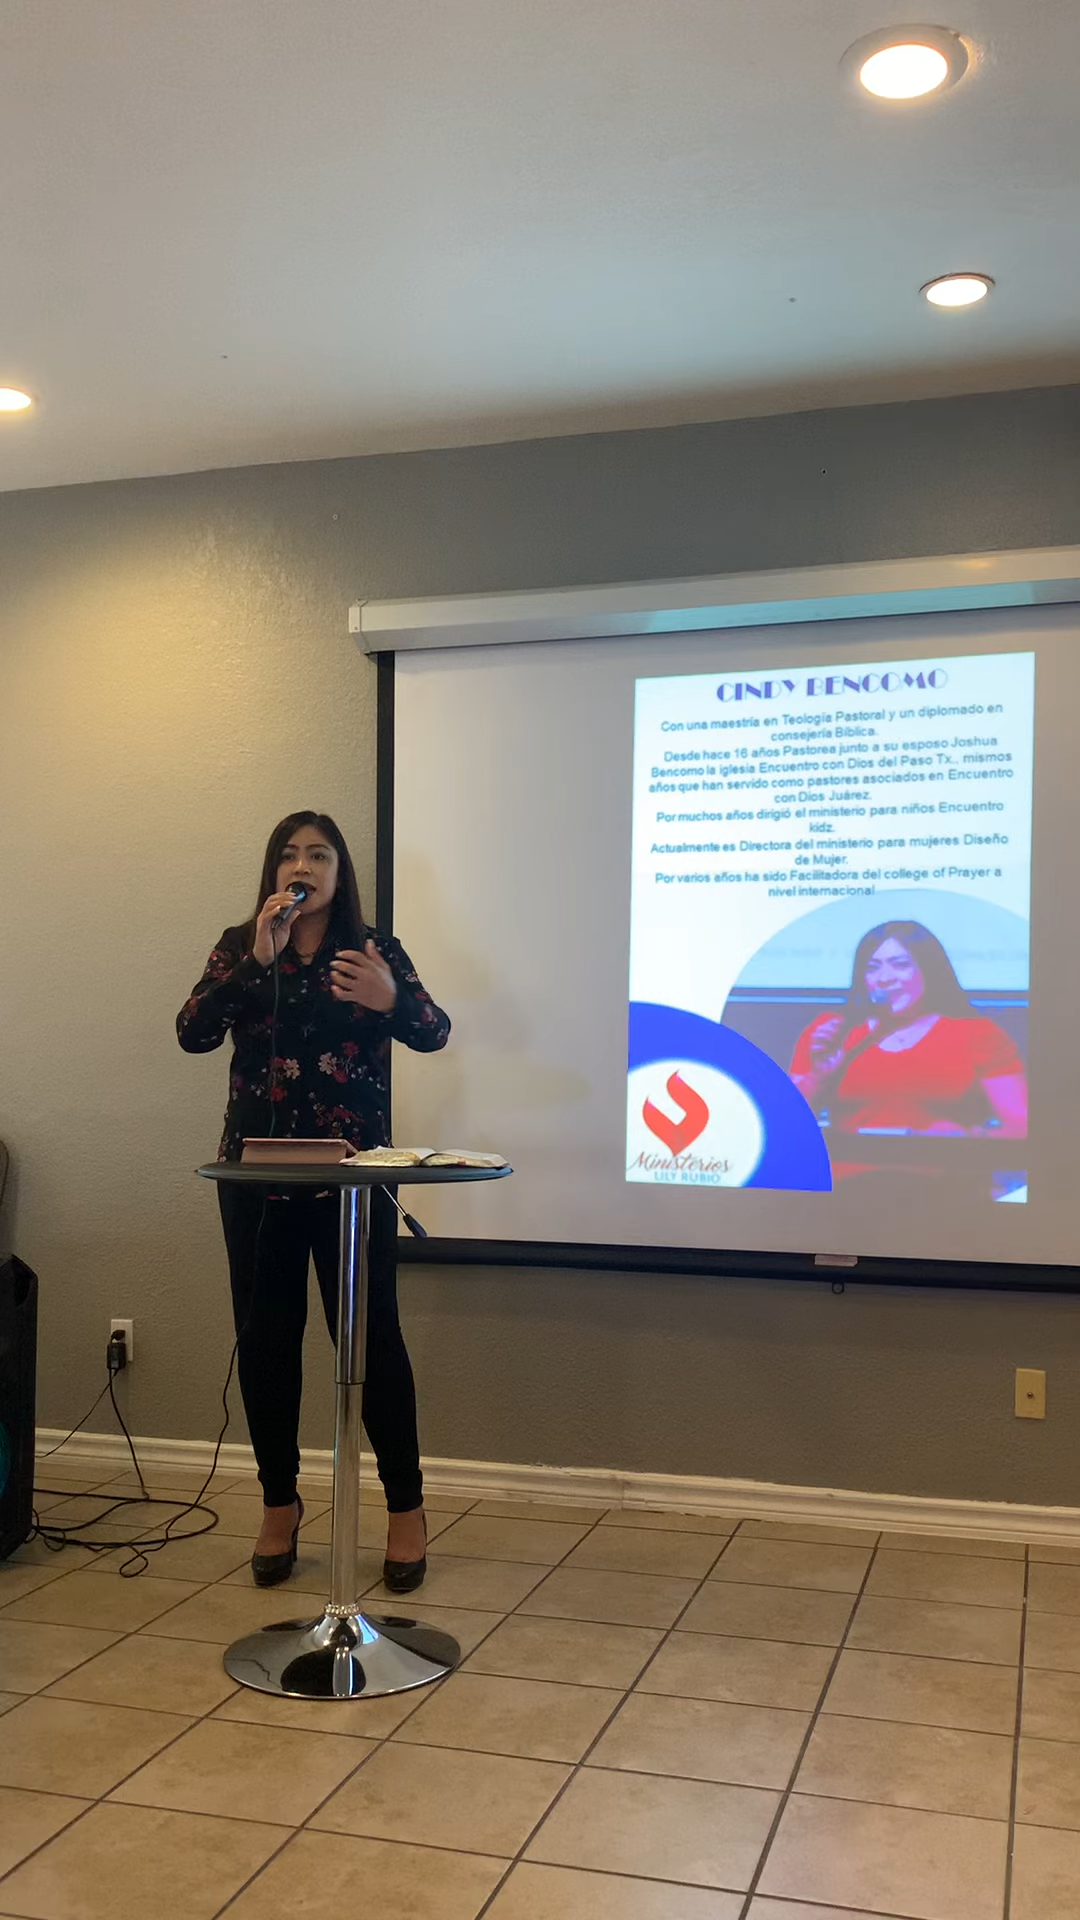 CINDY BENCOMO
Con una maestría en Teología Pastoral y un diplomado en
consejería Bíblica.
Desde hace 16 años Pastorea junto a su esposo Joshua
Bencomo la iglesia Encuentro con Dios del Paso Tx., mismos
años que han servido como pastores asociados en Encuentro
con Dios Juárez.
Por muchos años dirigió el ministerio para niños Encuentro
kidz.
Actualmente es Directora del ministerio para mujeres Diseño
de Mujer.
Por varios años ha sido Facilitadora del college of Prayer a
nivel internacional
Ministerios
LILY RUBIO